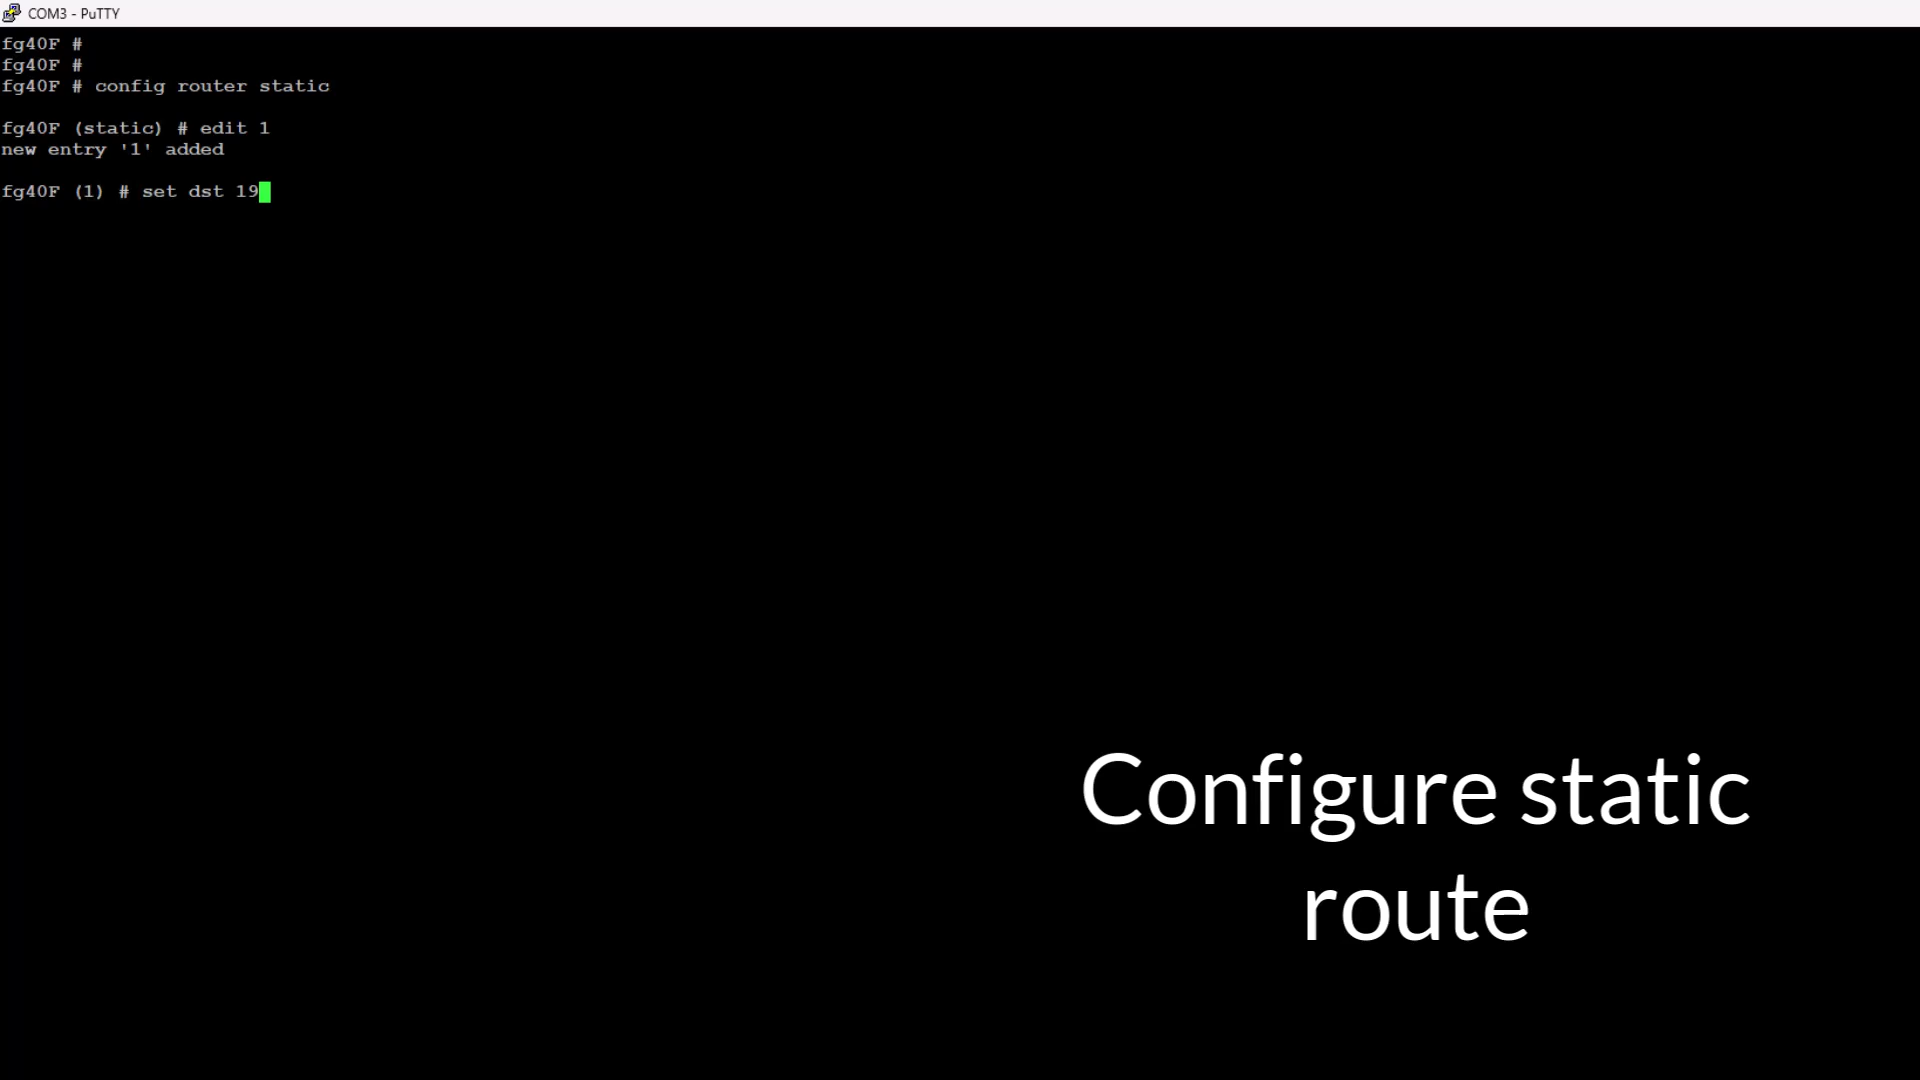 COM3 - PuTTY
fg40F #
fg40F #
fg40F # config router static
fg40F (static) # edit 1
new entry '1' added
fg40F (1) # set dst 19
Configure static
route